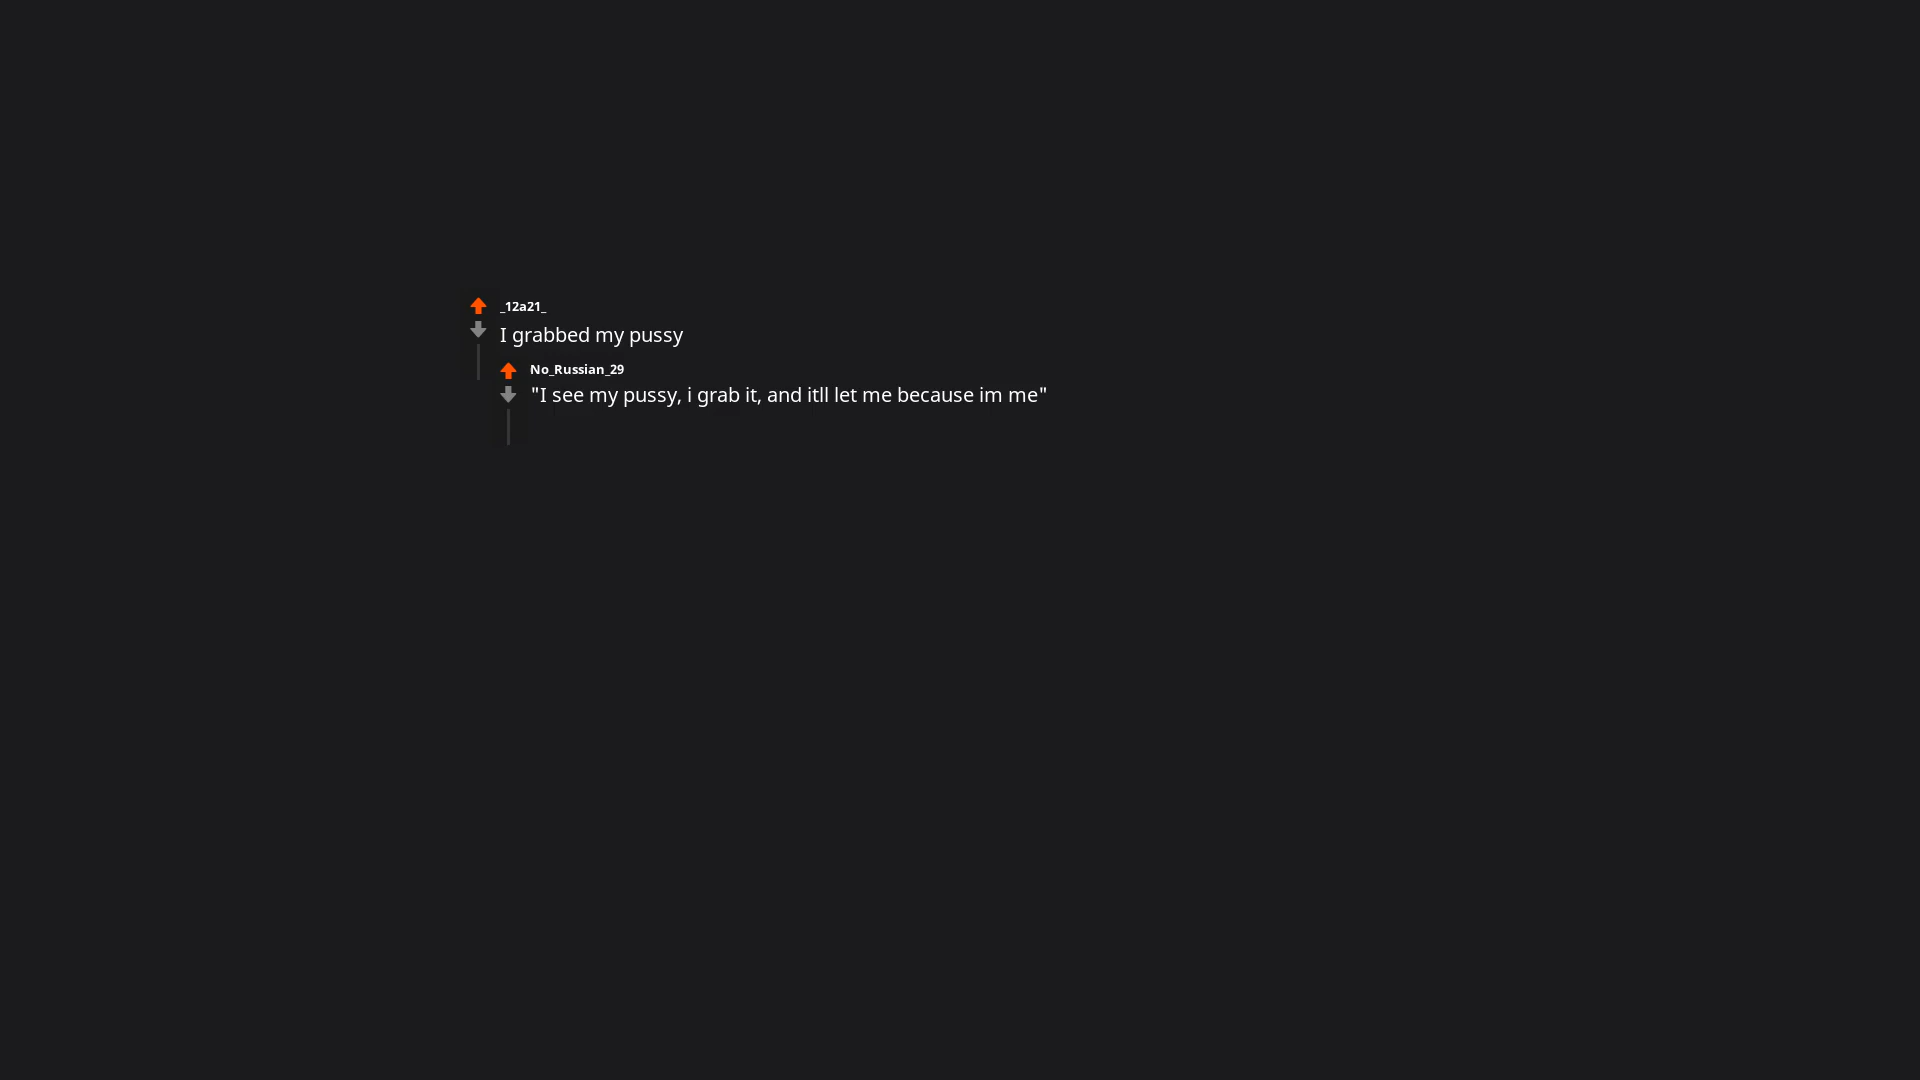 _12a21_
I grabbed my pussy
No_Russian_29
"I see my pussy, i grab it, and itll let me because im me"